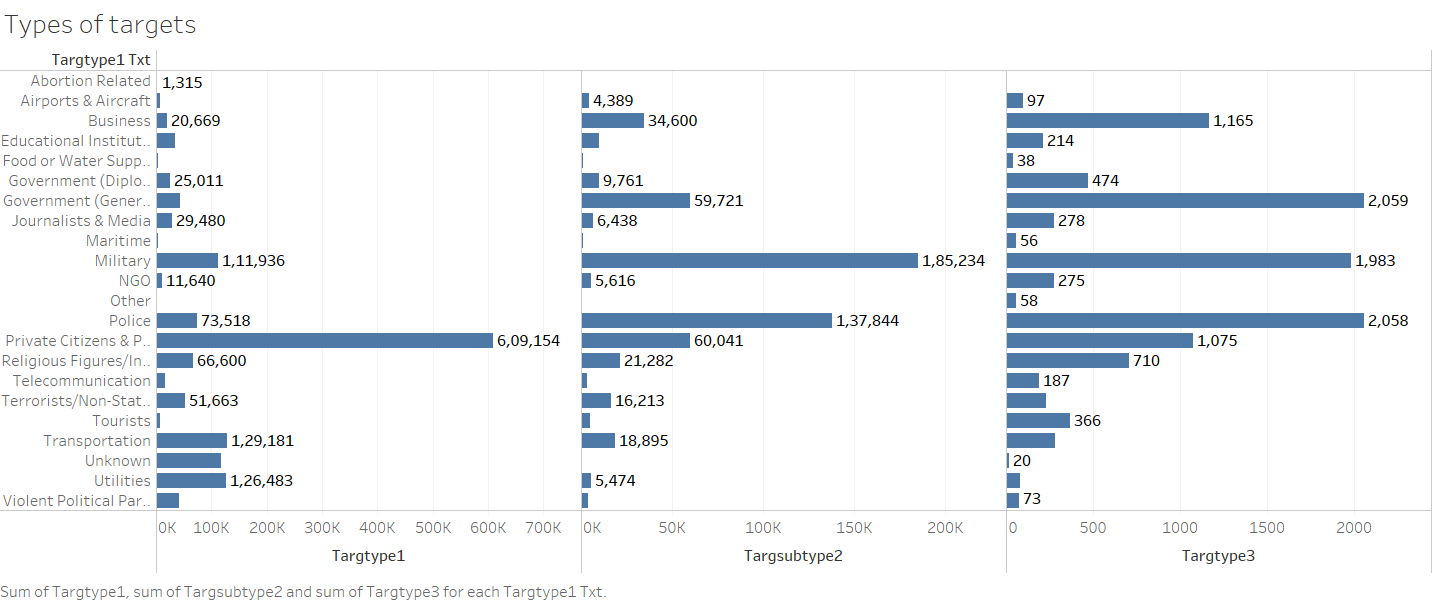 Types of targets
Targtype1 Txt
Abortion Related 1,315
Airports & Aircraft 4,389 97
Business 20,669 34,600 1,165
Educational Institut.. 214
Food or Water Supp.. 38
Government (Diplo.. 25,011 9,761 474
Government (Gener.. 59,721 2,059
Journalists & Media 29,480 6,438 278
Maritime 56
Military 1,11,936 1,85,234 1,983
NGO 11,640 5,616 275
Other 58
Police 73,518 1,37,844 2,058
Private Citizens & P.. 6,09,154 60,041 1,075
Religious Figures/In.. 66,600 21,282 710
Telecommunication 187
Terrorists/Non-Stat.. 51,663 16,213
Tourists 366
Transportation 1,29,181 18,895
Unknown 20
Utilities 1,26,483 5,474
Violent Political Par.. 73
0K 100K 200K 300K 400K 500K 600K 700K 0K 50K 100K 150K 200K 0 500 1000 1500 2000
Targtype1 Targsubtype2 Targtype3
Sum of Targtype1, sum of Targsubtype2 and sum of Targtype3 for each Targtype1 Txt.